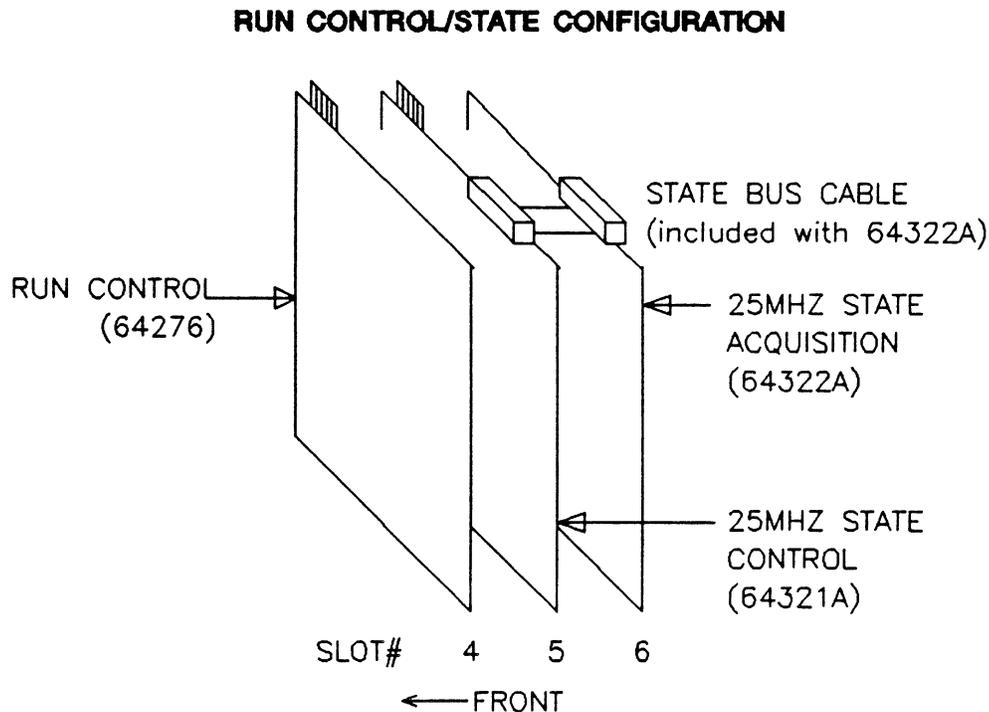 RUN CONTROL/STATE CONFIGURATION
STATE BUS CABLE
(included with 64322A)
RUN CONTROL
(64276)
25MHZ STATE
ACQUISITION
(64322A)
25MHZ STATE
CONTROL
(64321A)
SLOT# 4 5 6
FRONT